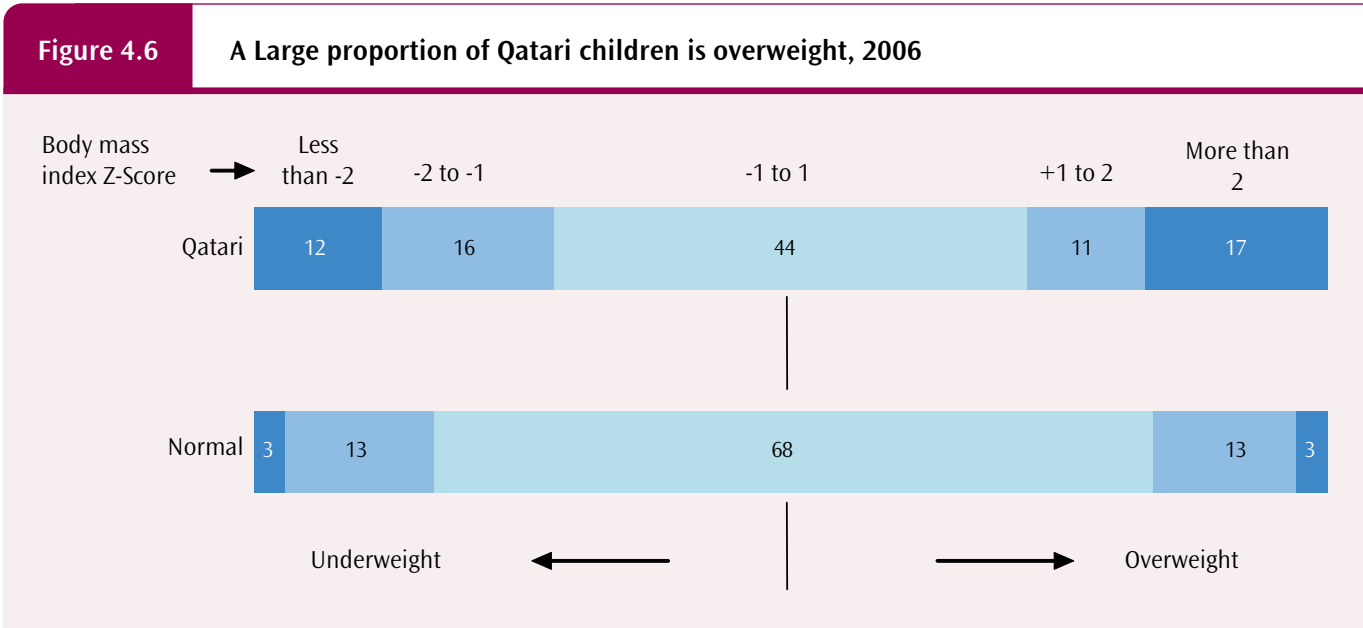 Figure 4.6
A Large proportion of Qatari children is overweight, 2006
Body mass
index Z-Score
Less
than -2
-2 to -1
-1 to 1
+1 to 2
More than
2
Qatari
12
16
44
11
17
Normal
3
13
68
13
3
Underweight
Overweight